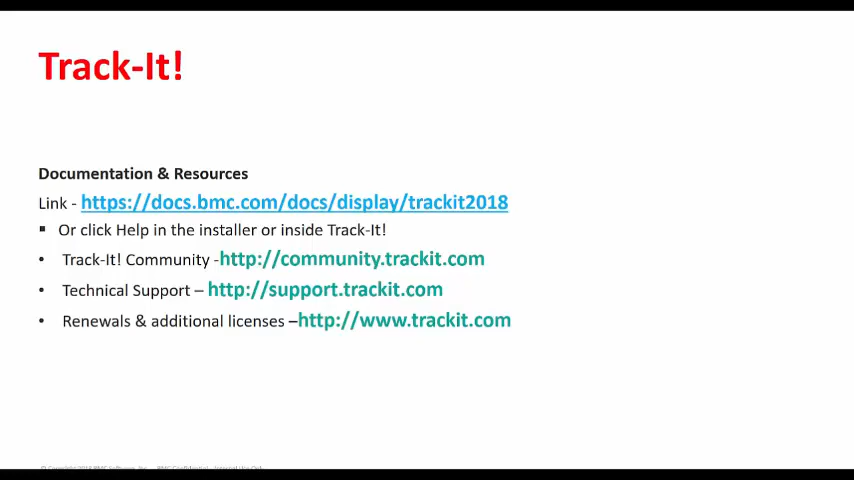 Track-It!
Documentation & Resources
Link - https://docs.bmc.com/docs/display/trackit2018
▪ Or click Help in the installer or inside Track-It!
• Track-It! Community -http://community.trackit.com
• Technical Support – http://support.trackit.com
• Renewals & additional licenses –http://www.trackit.com